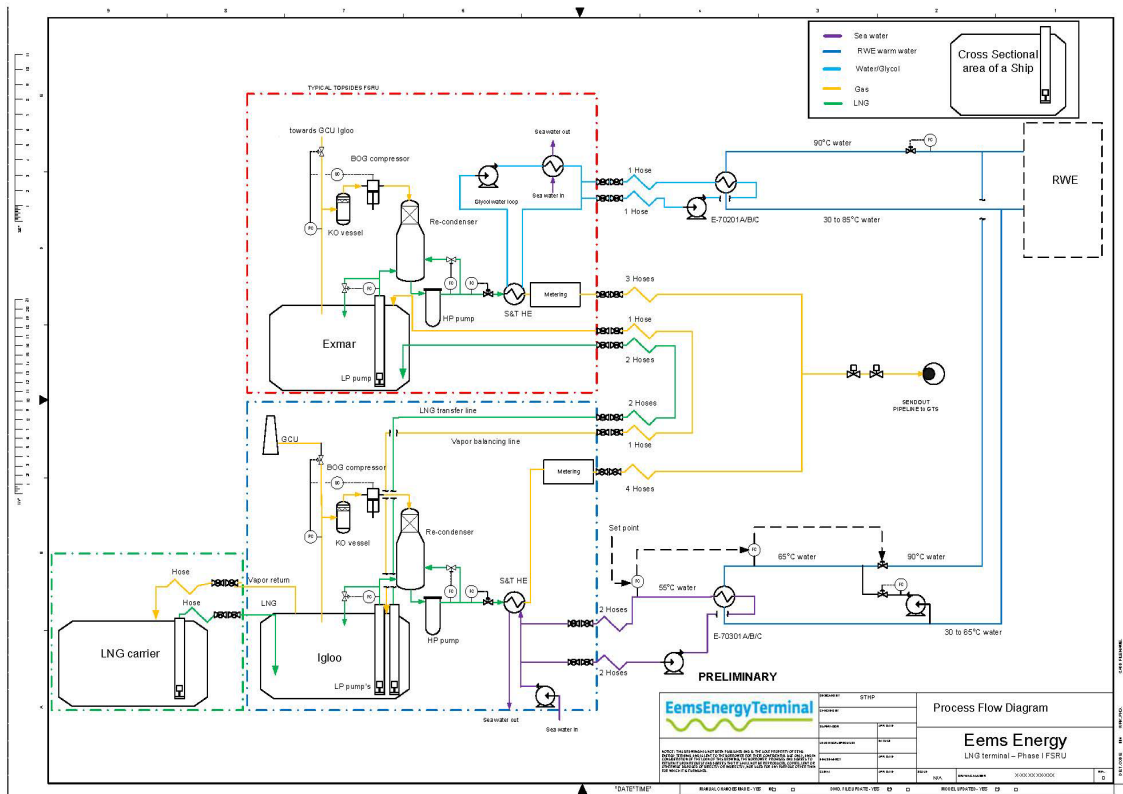 Sea water
RWE warm water
Water/Glycol
Gas
LNG
Cross Sectional
area of a Ship
TYPICAL TOPSIDES FSRU
towards GCU Igloo
BOG compressor
KO vessel
Re-condenser
Sea water out
Sea water in
Glycol water loop
HP pump
S&T HE
Metering
Exmar
LP pump
1 Hose
1 Hose
E-70201A/B/C
90°C water
30 to 85°C water
RWE
3 Hoses
1 Hose
2 Hoses
2 Hoses
1 Hose
4 Hoses
SENDOUT
PIPELINE to GTS
LNG transfer line
Vapor balancing line
GCU
BOG compressor
KO vessel
Re-condenser
HP pump
S&T HE
Metering
Igloo
LP pump's
Sea water out
Sea water in
Hose
Vapor return
Hose
LNG
LNG carrier
Set point
55°C water
65°C water
90°C water
30 to 65°C water
2 Hoses
2 Hoses
E-70301A/B/C
PRELIMINARY
EemsEnergyTerminal
STHP
Process Flow Diagram
Eems Energy
LNG terminal – Phase I FSRU
N/A
"DATE"TIME"